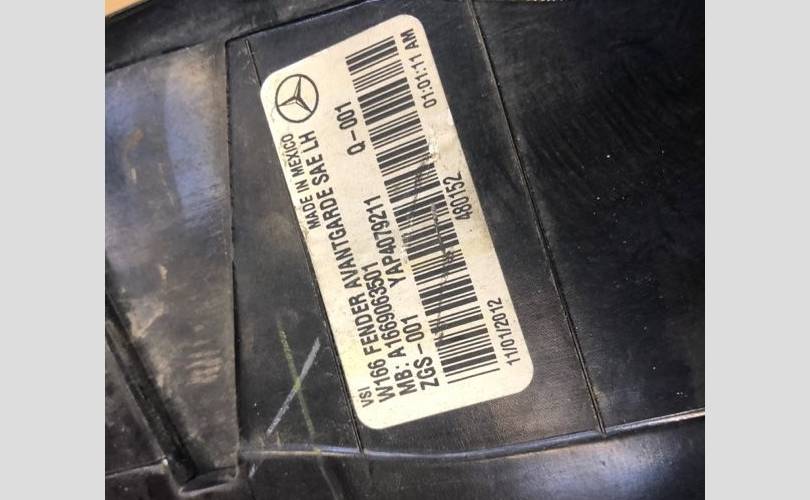 MADE IN MEXICO
VSI
W166 FENDER AVANTGARDE SAE LH
MB: A1669063501
ZGS-001 YAP4079211 Q-001
480152
11/01/2012 01:01:11 AM